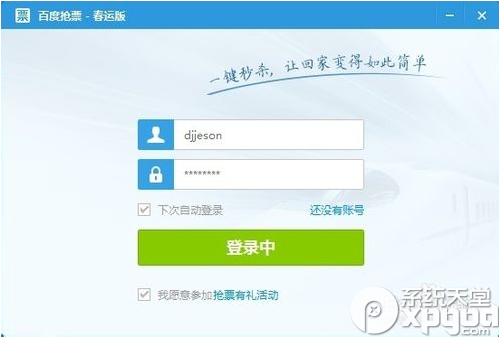 票 百度抢票 - 春运版
一键秒杀，让回家变得如此简单
djjeson
********
下次自动登录 还没有账号
登录中
我愿意参加抢票有礼活动
系统天堂